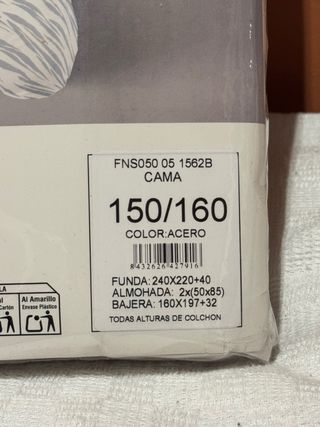 FNS050 05 1562B
CAMA
150/160
COLOR:ACERO
8432626427916
FUNDA: 240X220+40
ALMOHADA: 2x(50x85)
BAJERA: 160X197+32
TODAS ALTURAS DE COLCHON
Al Amarillo
Envase Plástico